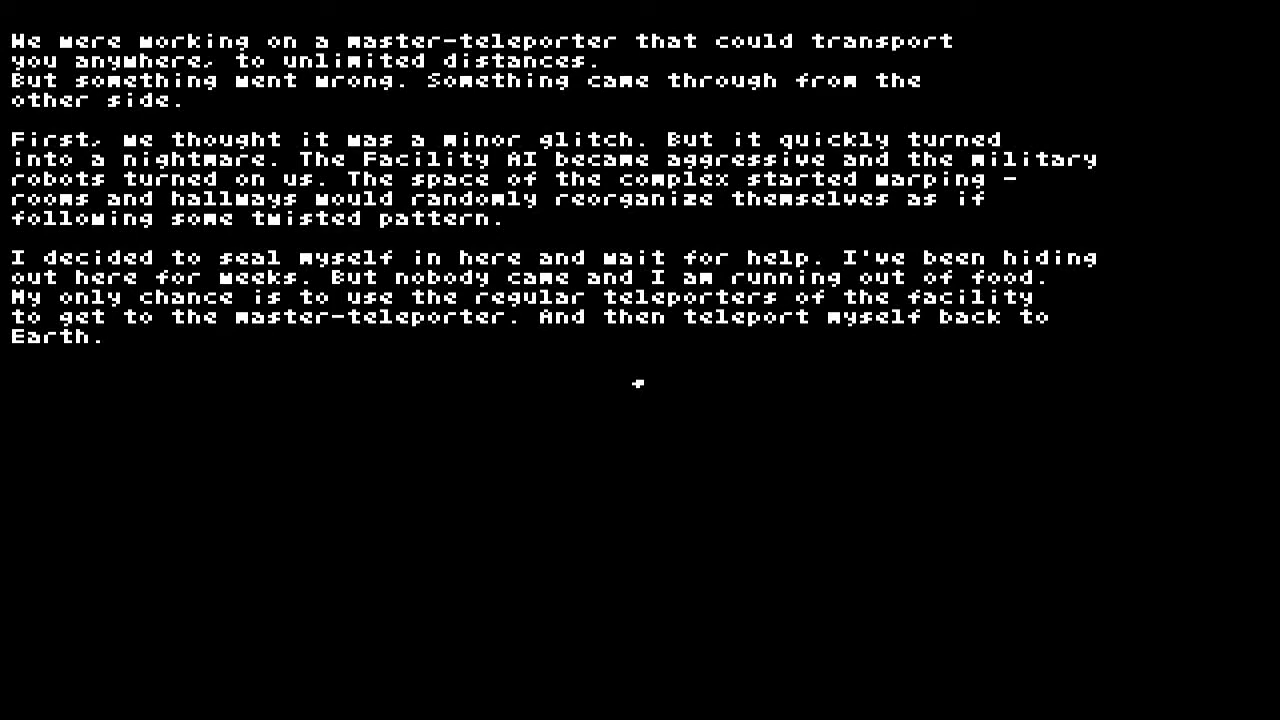 We were working on a master-teleporter that could transport
you anywhere, to unlimited distances.
But something went wrong. Something came through from the
other side.
First, we thought it was a minor glitch. But it quickly turned
into a nightmare. The Facility AI became aggressive and the military
robots turned on us. The space of the complex started warping -
rooms and hallways would randomly reorganize themselves as if
following some twisted pattern.
I decided to seal myself in here and wait for help. I've been hiding
out here for weeks. But nobody came and I am running out of food.
My only chance is to use the regular teleporters of the facility
to get to the master-teleporter. And then teleport myself back to
Earth.